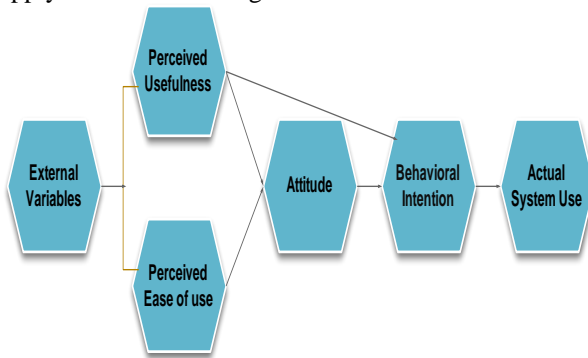 Perceived
Usefulness
External
Variables
Attitude
Behavioral
Intention
Actual
System Use
Perceived
Ease of use